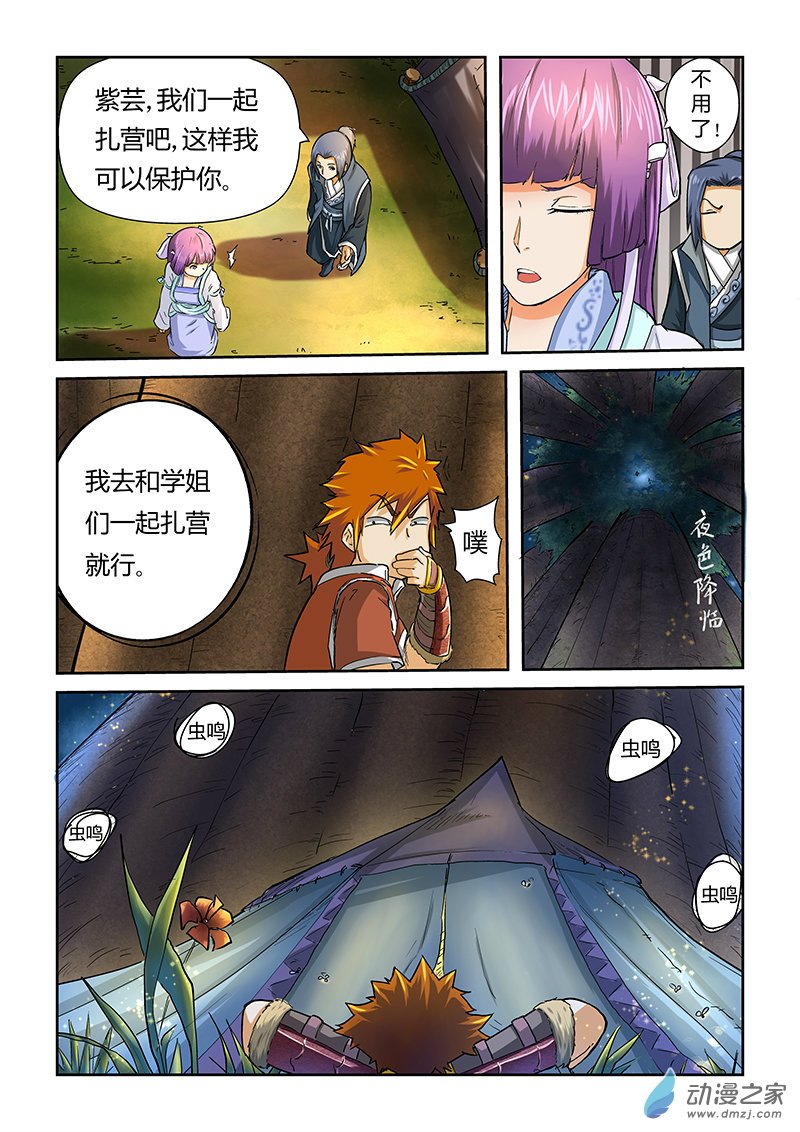 紫芸,我们一起
扎营吧,这样我
可以保护你。
不用了!
我去和学姐
们一起扎营
就行。
噗
夜色降临
虫鸣
虫鸣
虫鸣
虫鸣
动漫之家
www.dmzj.com